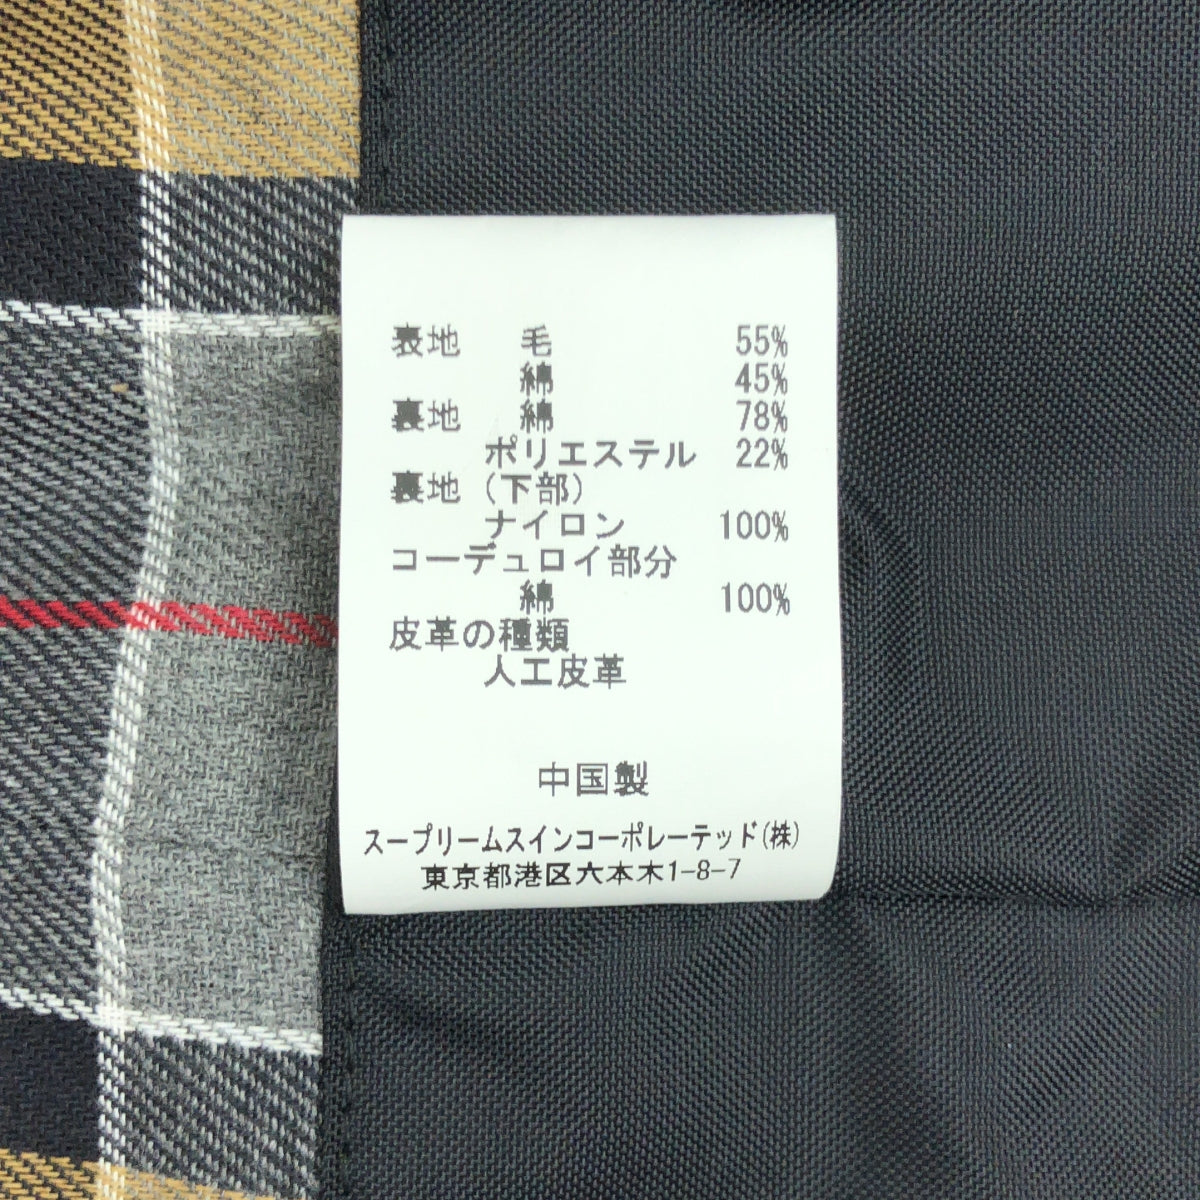 表地 毛 55%
綿 45%
裏地 綿 78%
ポリエステル 22%
裏地(下部)
ナイロン 100%
コーデュロイ部分
綿 100%
皮革の種類
人工皮革
中国製
スープリームスインコーポレーテッド(株)
東京都港区六本木1-8-7